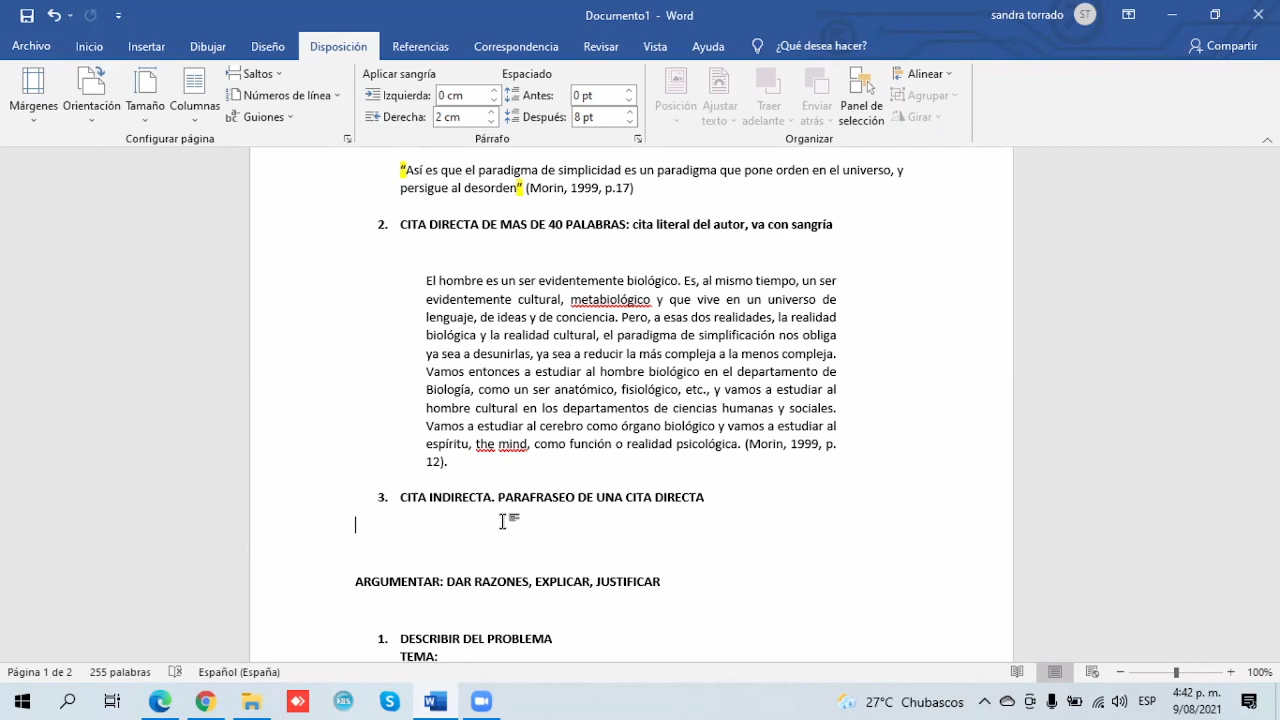 Documento1 - Word
sandra torrado
ST
Archivo
Inicio
Insertar
Dibujar
Diseño
Disposición
Referencias
Correspondencia
Revisar
Vista
Ayuda
¿Qué desea hacer?
Compartir
Márgenes
Orientación
Tamaño
Columnas
Saltos
Números de línea
Guiones
Configurar página
Aplicar sangría
Izquierda: 0 cm
Derecha: 2 cm
Espaciado
Antes: 0 pt
Después: 8 pt
Párrafo
Posición
Ajustar texto
Traer adelante
Enviar atrás
Panel de selección
Alinear
Agrupar
Girar
Organizar
“Así es que el paradigma de simplicidad es un paradigma que pone orden en el universo, y
persigue al desorden” (Morin, 1999, p.17)
2. CITA DIRECTA DE MAS DE 40 PALABRAS: cita literal del autor, va con sangría
El hombre es un ser evidentemente biológico. Es, al mismo tiempo, un ser
evidentemente cultural, metabiológico y que vive en un universo de
lenguaje, de ideas y de conciencia. Pero, a esas dos realidades, la realidad
biológica y la realidad cultural, el paradigma de simplificación nos obliga
ya sea a desunirlas, ya sea a reducir la más compleja a la menos compleja.
Vamos entonces a estudiar al hombre biológico en el departamento de
Biología, como un ser anatómico, fisiológico, etc., y vamos a estudiar al
hombre cultural en los departamentos de ciencias humanas y sociales.
Vamos a estudiar al cerebro como órgano biológico y vamos a estudiar al
espíritu, the mind, como función o realidad psicológica. (Morin, 1999, p.
12).
3. CITA INDIRECTA. PARAFRASEO DE UNA CITA DIRECTA
ARGUMENTAR: DAR RAZONES, EXPLICAR, JUSTIFICAR
1. DESCRIBIR DEL PROBLEMA
TEMA:
Página 1 de 2
255 palabras
Español (España)
100%
27°C Chubascos
ESP
4:42 p. m.
9/08/2021